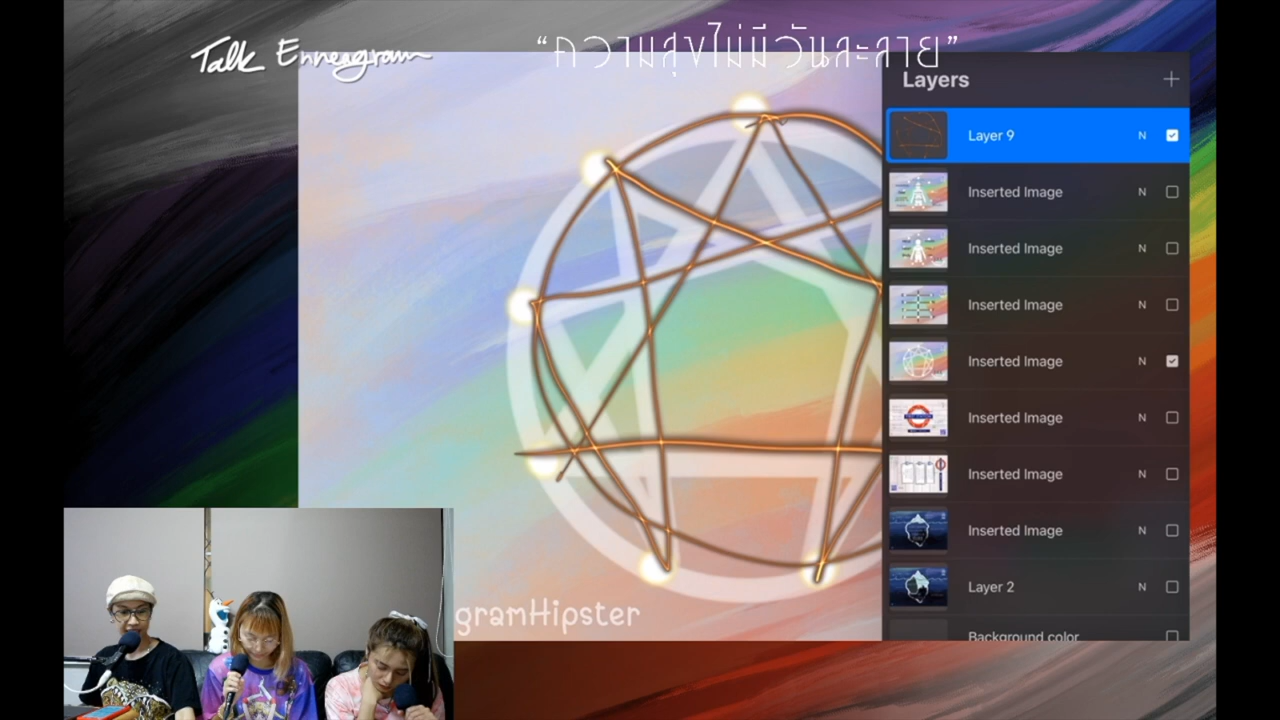 Talk Enneagram
“ความสุขไม่มีวันละลาย”
Layers
Layer 9 N
Inserted Image N
Inserted Image N
Inserted Image N
Inserted Image N
Inserted Image N
Inserted Image N
Inserted Image N
Layer 2 N
Background color
gramHipster